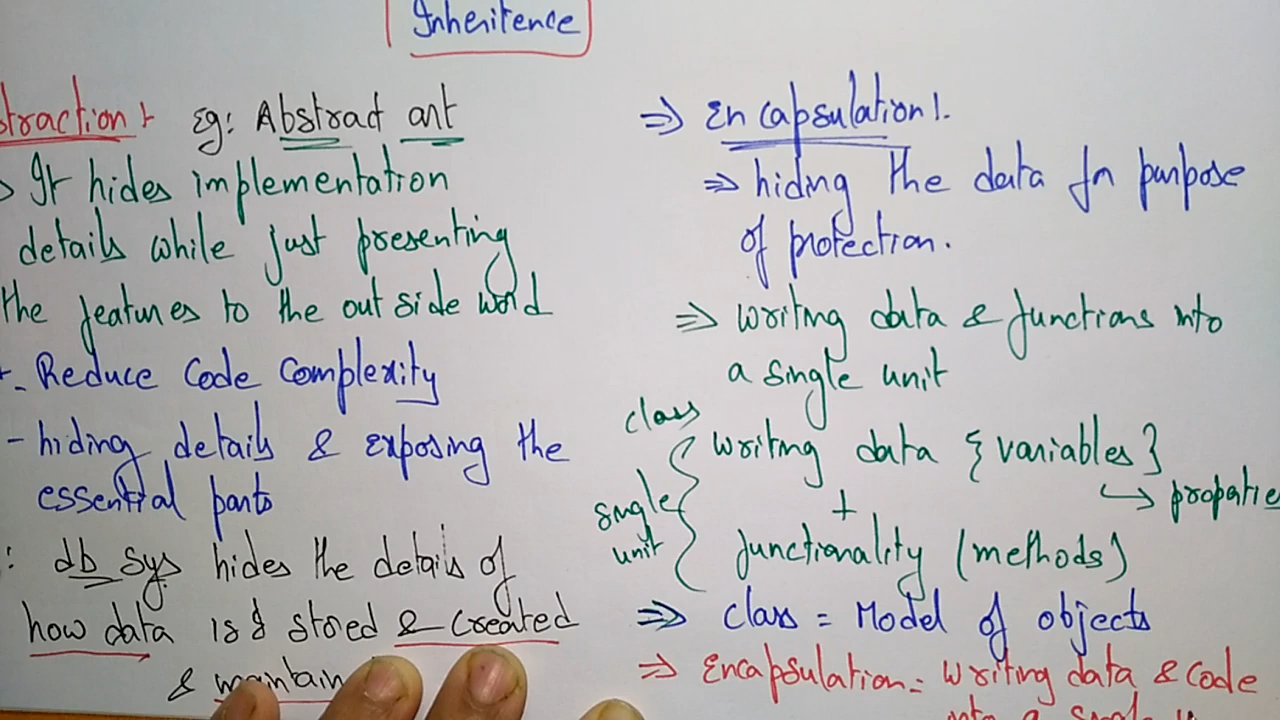 Inheritence
straction
Eg: Abstract art
It hides implementation
details while just presenting
the features to the out side world
- Reduce Code Complexity
- hiding details & exposing the
essential parts
: db sys hides the details of
how data is stored & created
& maintain
⇒ Encapsulation
⇒ hiding the data for purpose
of protection.
⇒ writing data & functions into
a single unit
class
writing data {variables}
→ propatie
+
single
unit
functionality (methods)
⇒ class = Model of objects
⇒ Encapsulation = writing data & code
into a single